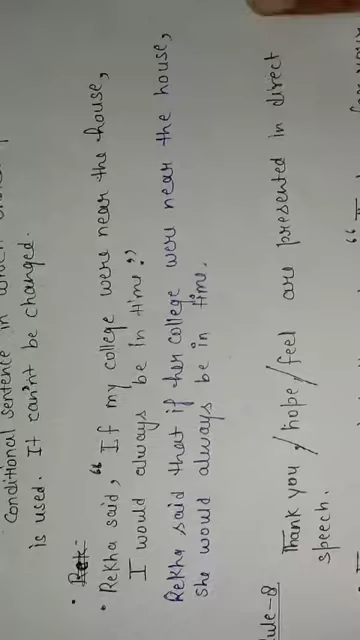 Conditional sentence in which
is used. It can't be changed.
• Rekha said, "If my college were near the house,
I would always be in time."
Rekha said that if her college were near the house,
she would always be in time.
Rule-8 Thank you / hope / feel are presented in direct
speech.